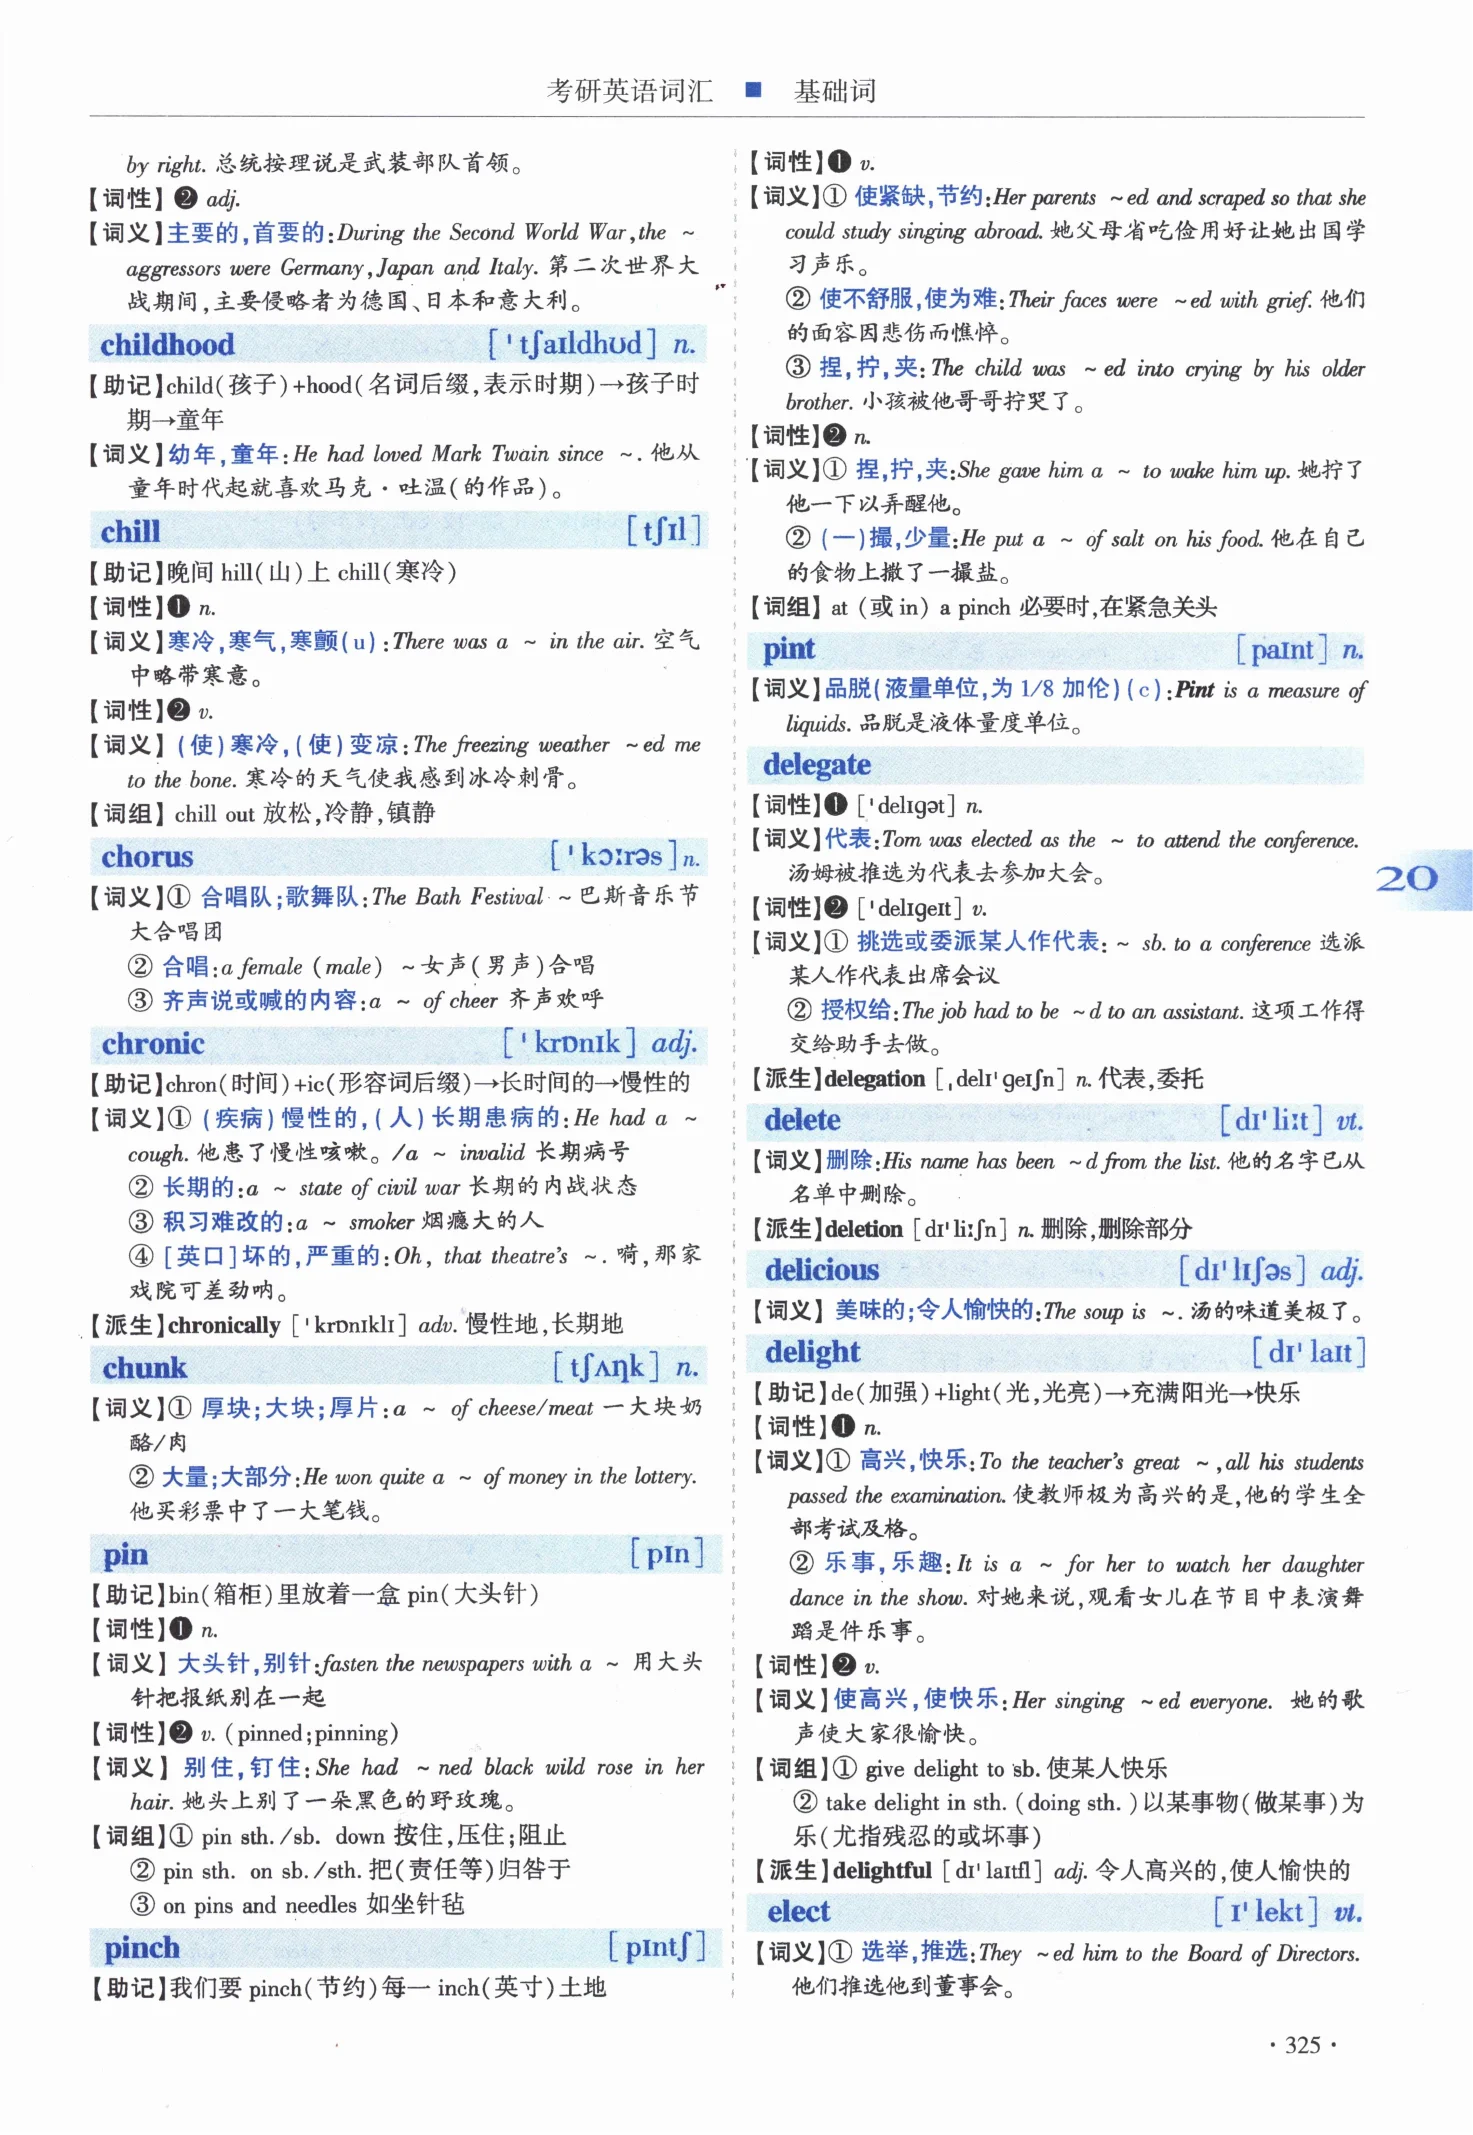 考研英语词汇 ■ 基础词
by right. 总统按理说是武装部队首领。
【词性】❷ adj.
【词义】主要的,首要的:During the Second World War,the ~
aggressors were Germany,Japan and Italy. 第二次世界大
战期间,主要侵略者为德国、日本和意大利。
childhood ['tʃaɪldhʊd] n.
【助记】child(孩子)+hood(名词后缀,表示时期)→孩子时
期→童年
【词义】幼年,童年:He had loved Mark Twain since ~. 他从
童年时代起就喜欢马克·吐温(的作品)。
chill [tʃɪl]
【助记】晚间 hill(山)上 chill(寒冷)
【词性】❶ n.
【词义】寒冷,寒气,寒颤(u):There was a ~ in the air. 空气
中略带寒意。
【词性】❷ v.
【词义】(使)寒冷,(使)变凉:The freezing weather ~ed me
to the bone. 寒冷的天气使我感到冰冷刺骨。
【词组】chill out 放松,冷静,镇静
chorus ['kɔːrəs] n.
【词义】① 合唱队;歌舞队:The Bath Festival ~巴斯音乐节
大合唱团
② 合唱:a female (male) ~女声(男声)合唱
③ 齐声说或喊的内容:a ~ of cheer 齐声欢呼
chronic ['krɒnɪk] adj.
【助记】chron(时间)+ic(形容词后缀)→长时间的→慢性的
【词义】① (疾病)慢性的,(人)长期患病的:He had a ~
cough. 他患了慢性咳嗽。/a ~ invalid 长期病号
② 长期的:a ~ state of civil war 长期的内战状态
③ 积习难改的:a ~ smoker 烟瘾大的人
④ [英口]坏的,严重的:Oh, that theatre's ~. 嗬,那家
戏院可差劲呐。
【派生】chronically ['krɒnɪklɪ] adv. 慢性地,长期地
chunk [tʃʌŋk] n.
【词义】① 厚块;大块;厚片:a ~ of cheese/meat 一大块奶
酪/肉
② 大量;大部分:He won quite a ~ of money in the lottery.
他买彩票中了一大笔钱。
pin [pɪn]
【助记】bin(箱柜)里放着一盒 pin(大头针)
【词性】❶ n.
【词义】大头针,别针:fasten the newspapers with a ~ 用大头
针把报纸别在一起
【词性】❷ v. (pinned;pinning)
【词义】别住,钉住:She had ~ned black wild rose in her
hair. 她头上别了一朵黑色的野玫瑰。
【词组】① pin sth./sb. down 按住,压住;阻止
② pin sth. on sb./sth. 把(责任等)归咎于
③ on pins and needles 如坐针毡
pinch [pɪntʃ]
【助记】我们要 pinch(节约)每一 inch(英寸)土地
【词性】❶ v.
【词义】① 使紧缺,节约:Her parents ~ed and scraped so that she
could study singing abroad. 她父母省吃俭用好让她出国学
习声乐。
② 使不舒服,使为难:Their faces were ~ed with grief. 他们
的面容因悲伤而憔悴。
③ 捏,拧,夹:The child was ~ed into crying by his older
brother. 小孩被他哥哥拧哭了。
【词性】❷ n.
【词义】① 捏,拧,夹:She gave him a ~ to wake him up. 她拧了
他一下以弄醒他。
② (一)撮,少量:He put a ~ of salt on his food. 他在自己
的食物上撒了一撮盐。
【词组】at (或 in) a pinch 必要时,在紧急关头
pint [paɪnt] n.
【词义】品脱(液量单位,为 1/8 加伦)(c):Pint is a measure of
liquids. 品脱是液体量度单位。
delegate
【词性】❶ ['delɪɡət] n.
【词义】代表:Tom was elected as the ~ to attend the conference.
汤姆被推选为代表去参加大会。
【词性】❷ ['delɪɡeɪt] v.
【词义】① 挑选或委派某人作代表: ~ sb. to a conference 选派
某人作代表出席会议
② 授权给:The job had to be ~d to an assistant. 这项工作得
交给助手去做。
【派生】delegation [ˌdelɪ'ɡeɪʃn] n. 代表,委托
delete [dɪ'liːt] vt.
【词义】删除:His name has been ~d from the list. 他的名字已从
名单中删除。
【派生】deletion [dɪ'liːʃn] n. 删除,删除部分
delicious [dɪ'lɪʃəs] adj.
【词义】美味的;令人愉快的:The soup is ~. 汤的味道美极了。
delight [dɪ'laɪt]
【助记】de(加强)+light(光,光亮)→充满阳光→快乐
【词性】❶ n.
【词义】① 高兴,快乐:To the teacher's great ~,all his students
passed the examination. 使教师极为高兴的是,他的学生全
部考试及格。
② 乐事,乐趣:It is a ~ for her to watch her daughter
dance in the show. 对她来说,观看女儿在节目中表演舞
蹈是件乐事。
【词性】❷ v.
【词义】使高兴,使快乐:Her singing ~ed everyone. 她的歌
声使大家很愉快。
【词组】① give delight to sb. 使某人快乐
② take delight in sth. (doing sth.)以某事物(做某事)为
乐(尤指残忍的或坏事)
【派生】delightful [dɪ'laɪtfl] adj. 令人高兴的,使人愉快的
elect [ɪ'lekt] vt.
【词义】① 选举,推选:They ~ed him to the Board of Directors.
他们推选他到董事会。
20
·325·